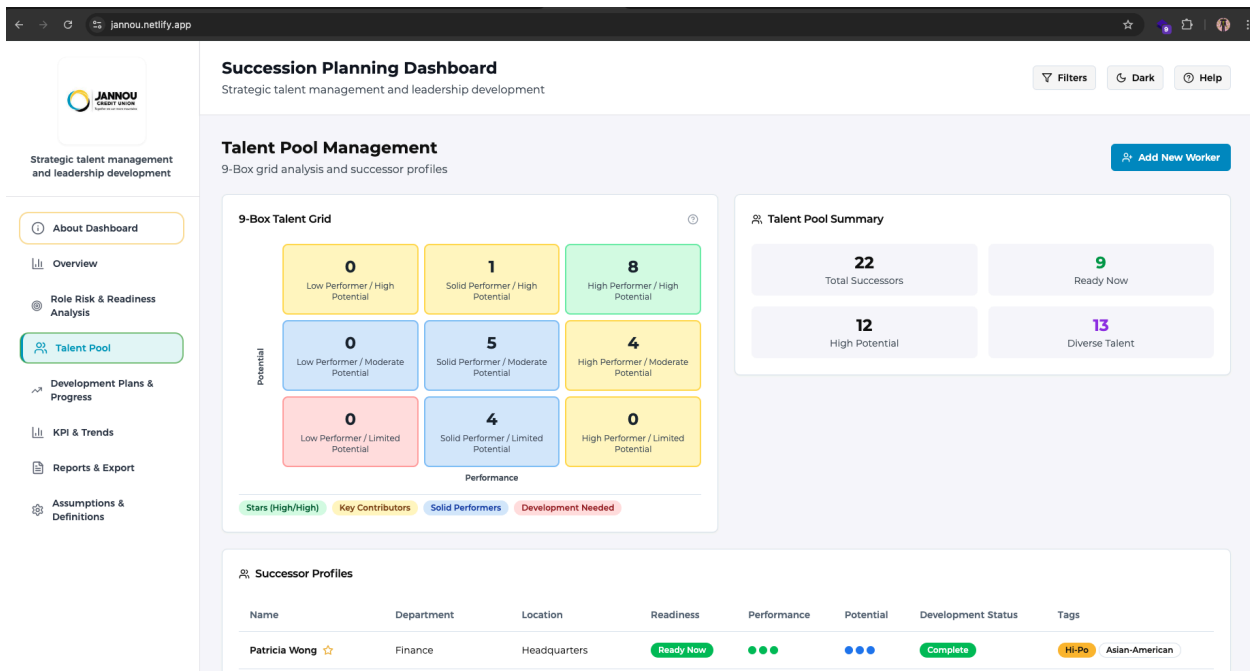 jannou.netlify.app
9
JANNOU
CREDIT UNION
Strategic talent management
and leadership development
About Dashboard
Overview
Role Risk & Readiness
Analysis
Talent Pool
Development Plans &
Progress
KPI & Trends
Reports & Export
Assumptions &
Definitions
Succession Planning Dashboard
Strategic talent management and leadership development
Filters
Dark
Help
Talent Pool Management
9-Box grid analysis and successor profiles
Add New Worker
9-Box Talent Grid
Potential
0
Low Performer / High
Potential
1
Solid Performer / High
Potential
8
High Performer / High
Potential
0
Low Performer / Moderate
Potential
5
Solid Performer / Moderate
Potential
4
High Performer / Moderate
Potential
0
Low Performer / Limited
Potential
4
Solid Performer / Limited
Potential
0
High Performer / Limited
Potential
Performance
Stars (High/High) Key Contributors Solid Performers Development Needed
Talent Pool Summary
22
Total Successors
9
Ready Now
12
High Potential
13
Diverse Talent
Successor Profiles
Name Department Location Readiness Performance Potential Development Status Tags
Patricia Wong Finance Headquarters Ready Now Complete Hi-Po Asian-American